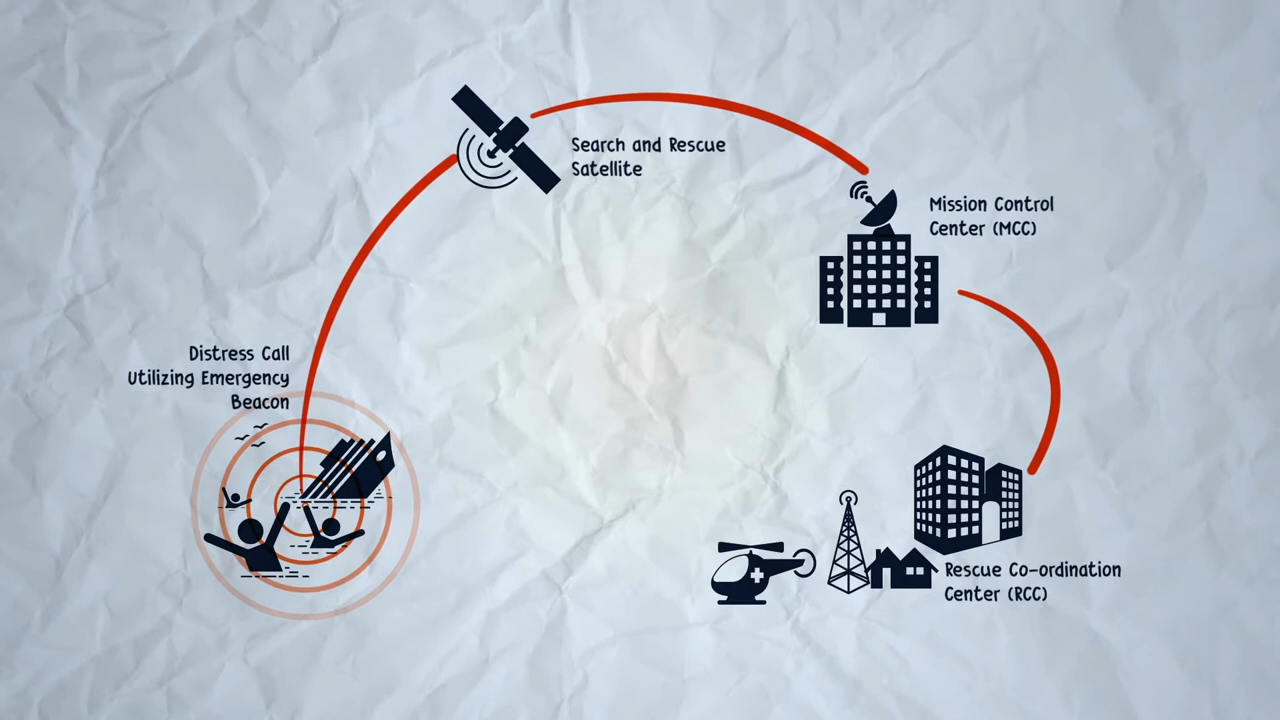 Search and Rescue
Satellite
Mission Control
Center (MCC)
Distress Call
Utilizing Emergency
Beacon
Rescue Co-ordination
Center (RCC)